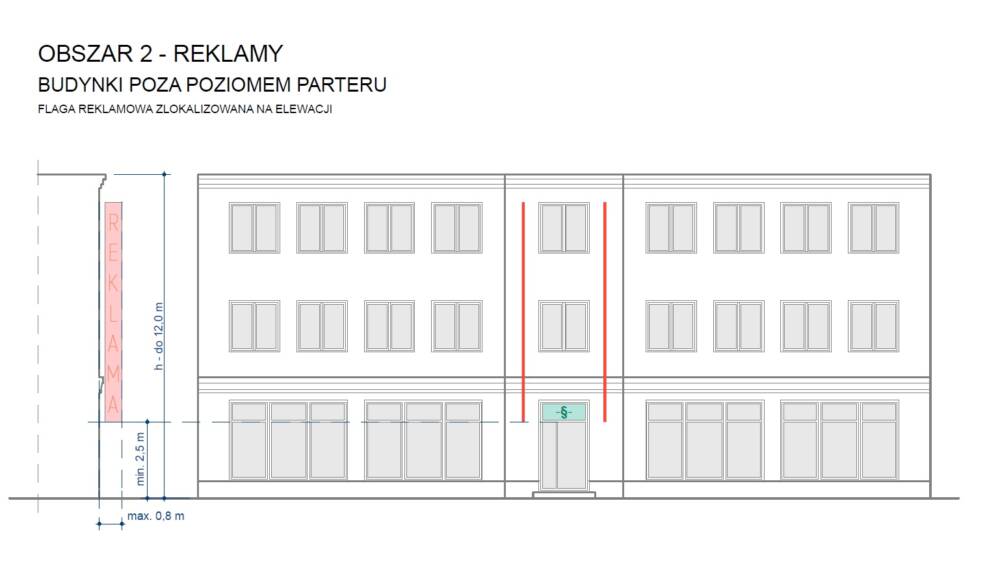 OBSZAR 2 - REKLAMY
BUDYNKI POZA POZIOMEM PARTERU
FLAGA REKLAMOWA ZLOKALIZOWANA NA ELEWACJI
REKLAMA
h - do 12,0 m
-§-
min. 2,5 m
max. 0,8 m